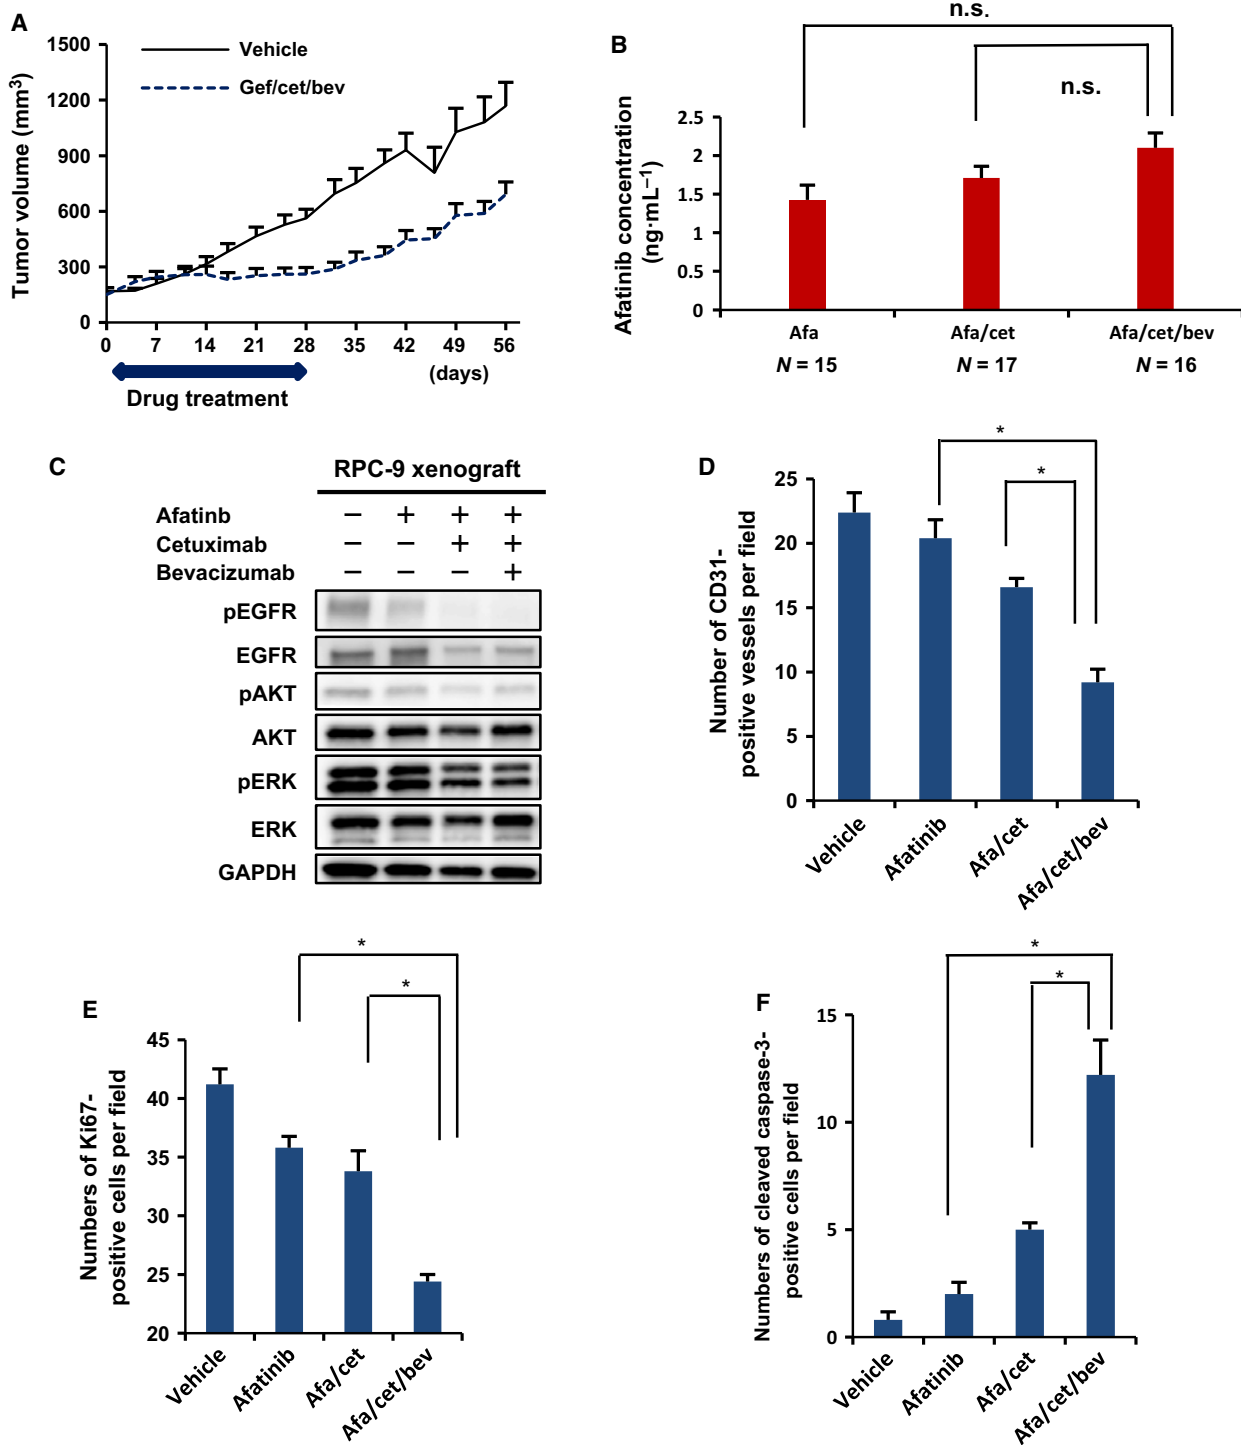 A
1500
1200
900
600
300
0
Tumor volume (mm3)
Vehicle
Gef/cet/bev
0 7 14 21 28 35 42 49 56
(days)
Drug treatment
B
n.s.
n.s.
Afatinib concentration
(ng·mL−1)
2.5
2
1.5
1
0.5
0
Afa Afa/cet Afa/cet/bev
N = 15 N = 17 N = 16
C
RPC-9 xenograft
Afatinb − + + +
Cetuximab − − + +
Bevacizumab − − − +
pEGFR
EGFR
pAKT
AKT
pERK
ERK
GAPDH
D
*
*
Number of CD31-
positive vessels per field
25
20
15
10
5
0
Vehicle
Afatinib
Afa/cet
Afa/cet/bev
E
*
*
Numbers of Ki67-
positive cells per field
45
40
35
30
25
20
Vehicle
Afatinib
Afa/cet
Afa/cet/bev
F
*
*
Numbers of cleaved caspase-3-
positive cells per field
15
10
5
0
Vehicle
Afatinib
Afa/cet
Afa/cet/bev